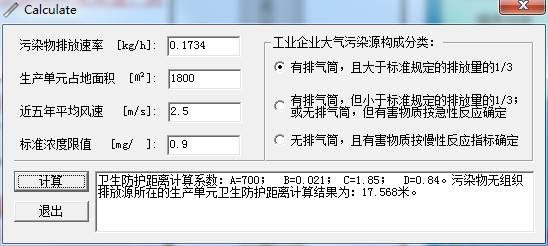 Calculate
污染物排放速率 [kg/h]: 0.1734
生产单元占地面积 [m²]: 1800
近五年平均风速 [m/s]: 2.5
标准浓度限值 [mg/ ]: 0.9
工业企业大气污染源构成分类：
有排气筒，且大于标准规定的排放量的1/3
有排气筒，但小于标准规定的排放量的1/3；
或无排气筒，但有害物质按急性反应确定
无排气筒，且有害物质按慢性反应指标确定
计算
退出
卫生防护距离计算系数：A=700； B=0.021； C=1.85； D=0.84。污染物无组织
排放源所在的生产单元卫生防护距离计算结果为：17.568米。